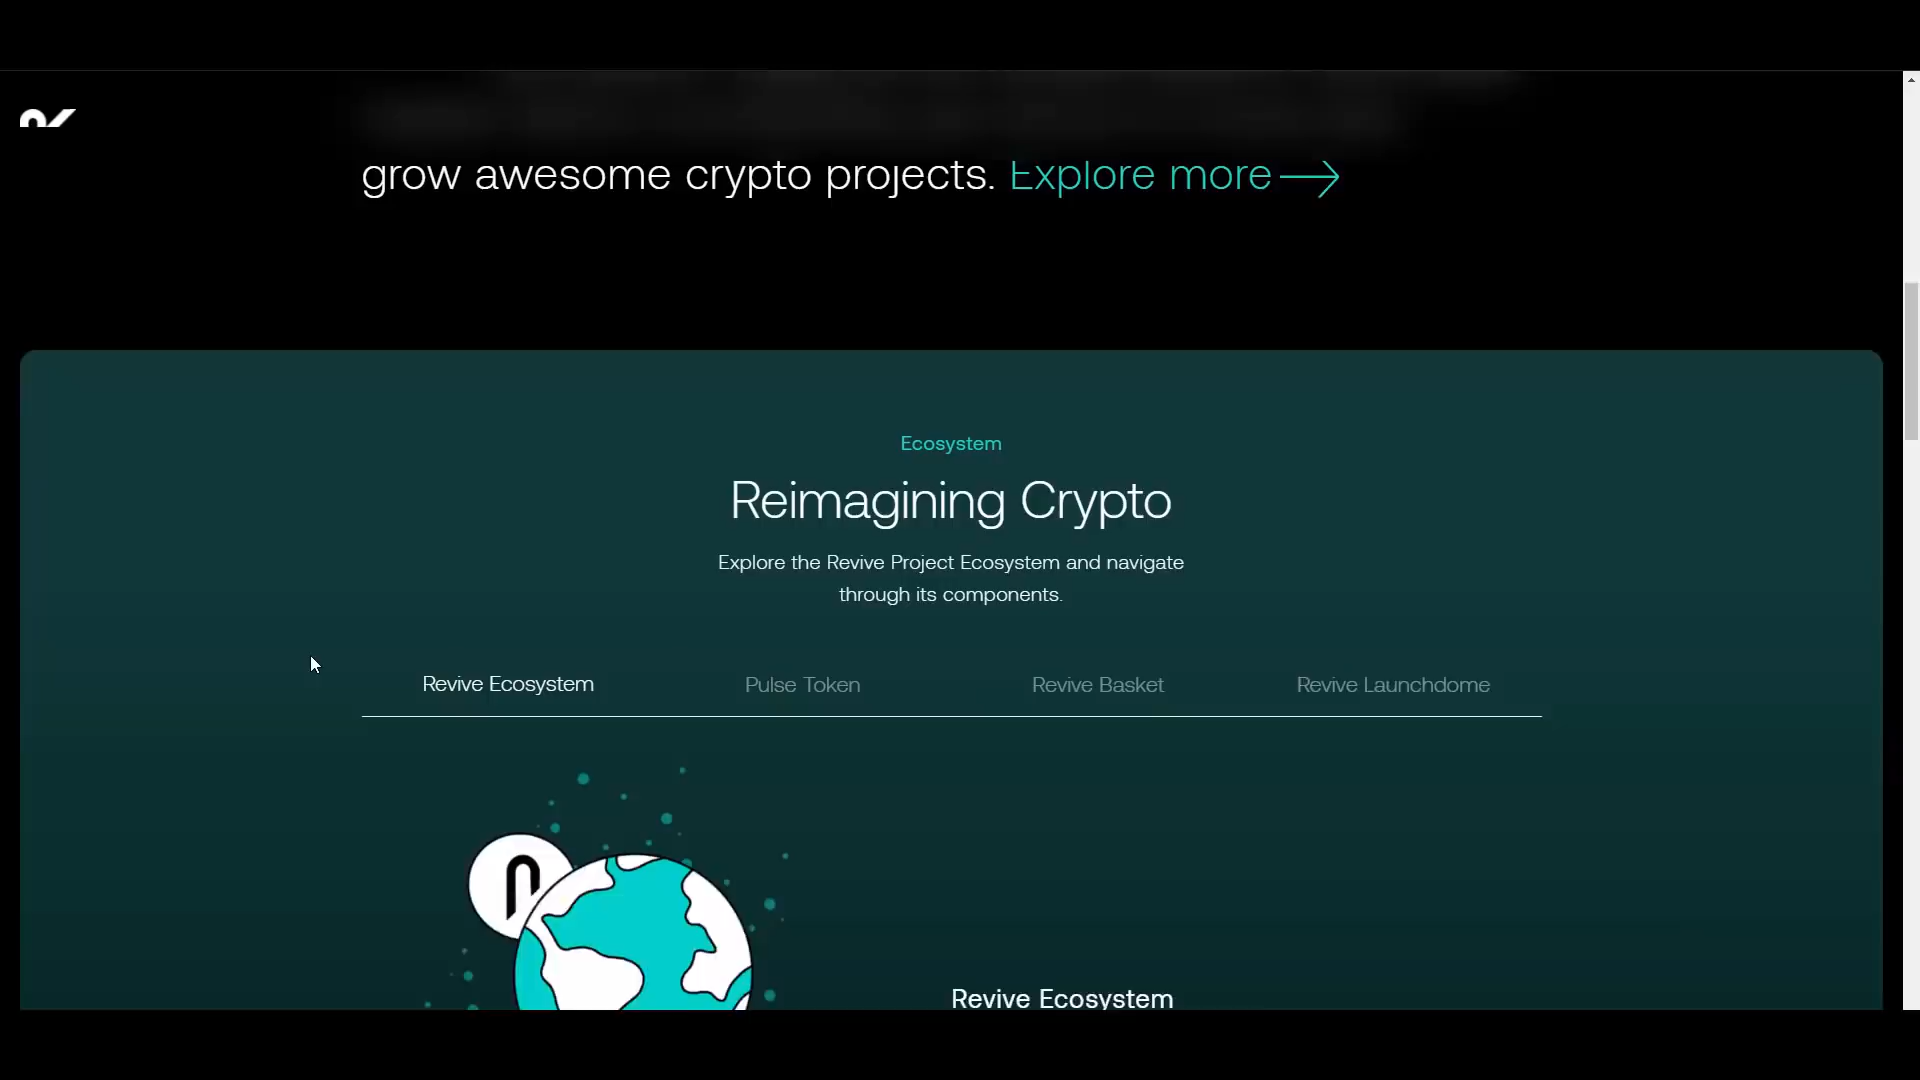 grow awesome crypto projects. Explore more
Ecosystem
Reimagining Crypto
Explore the Revive Project Ecosystem and navigate
through its components.
Revive Ecosystem
Pulse Token
Revive Basket
Revive Launchdome
Revive Ecosystem